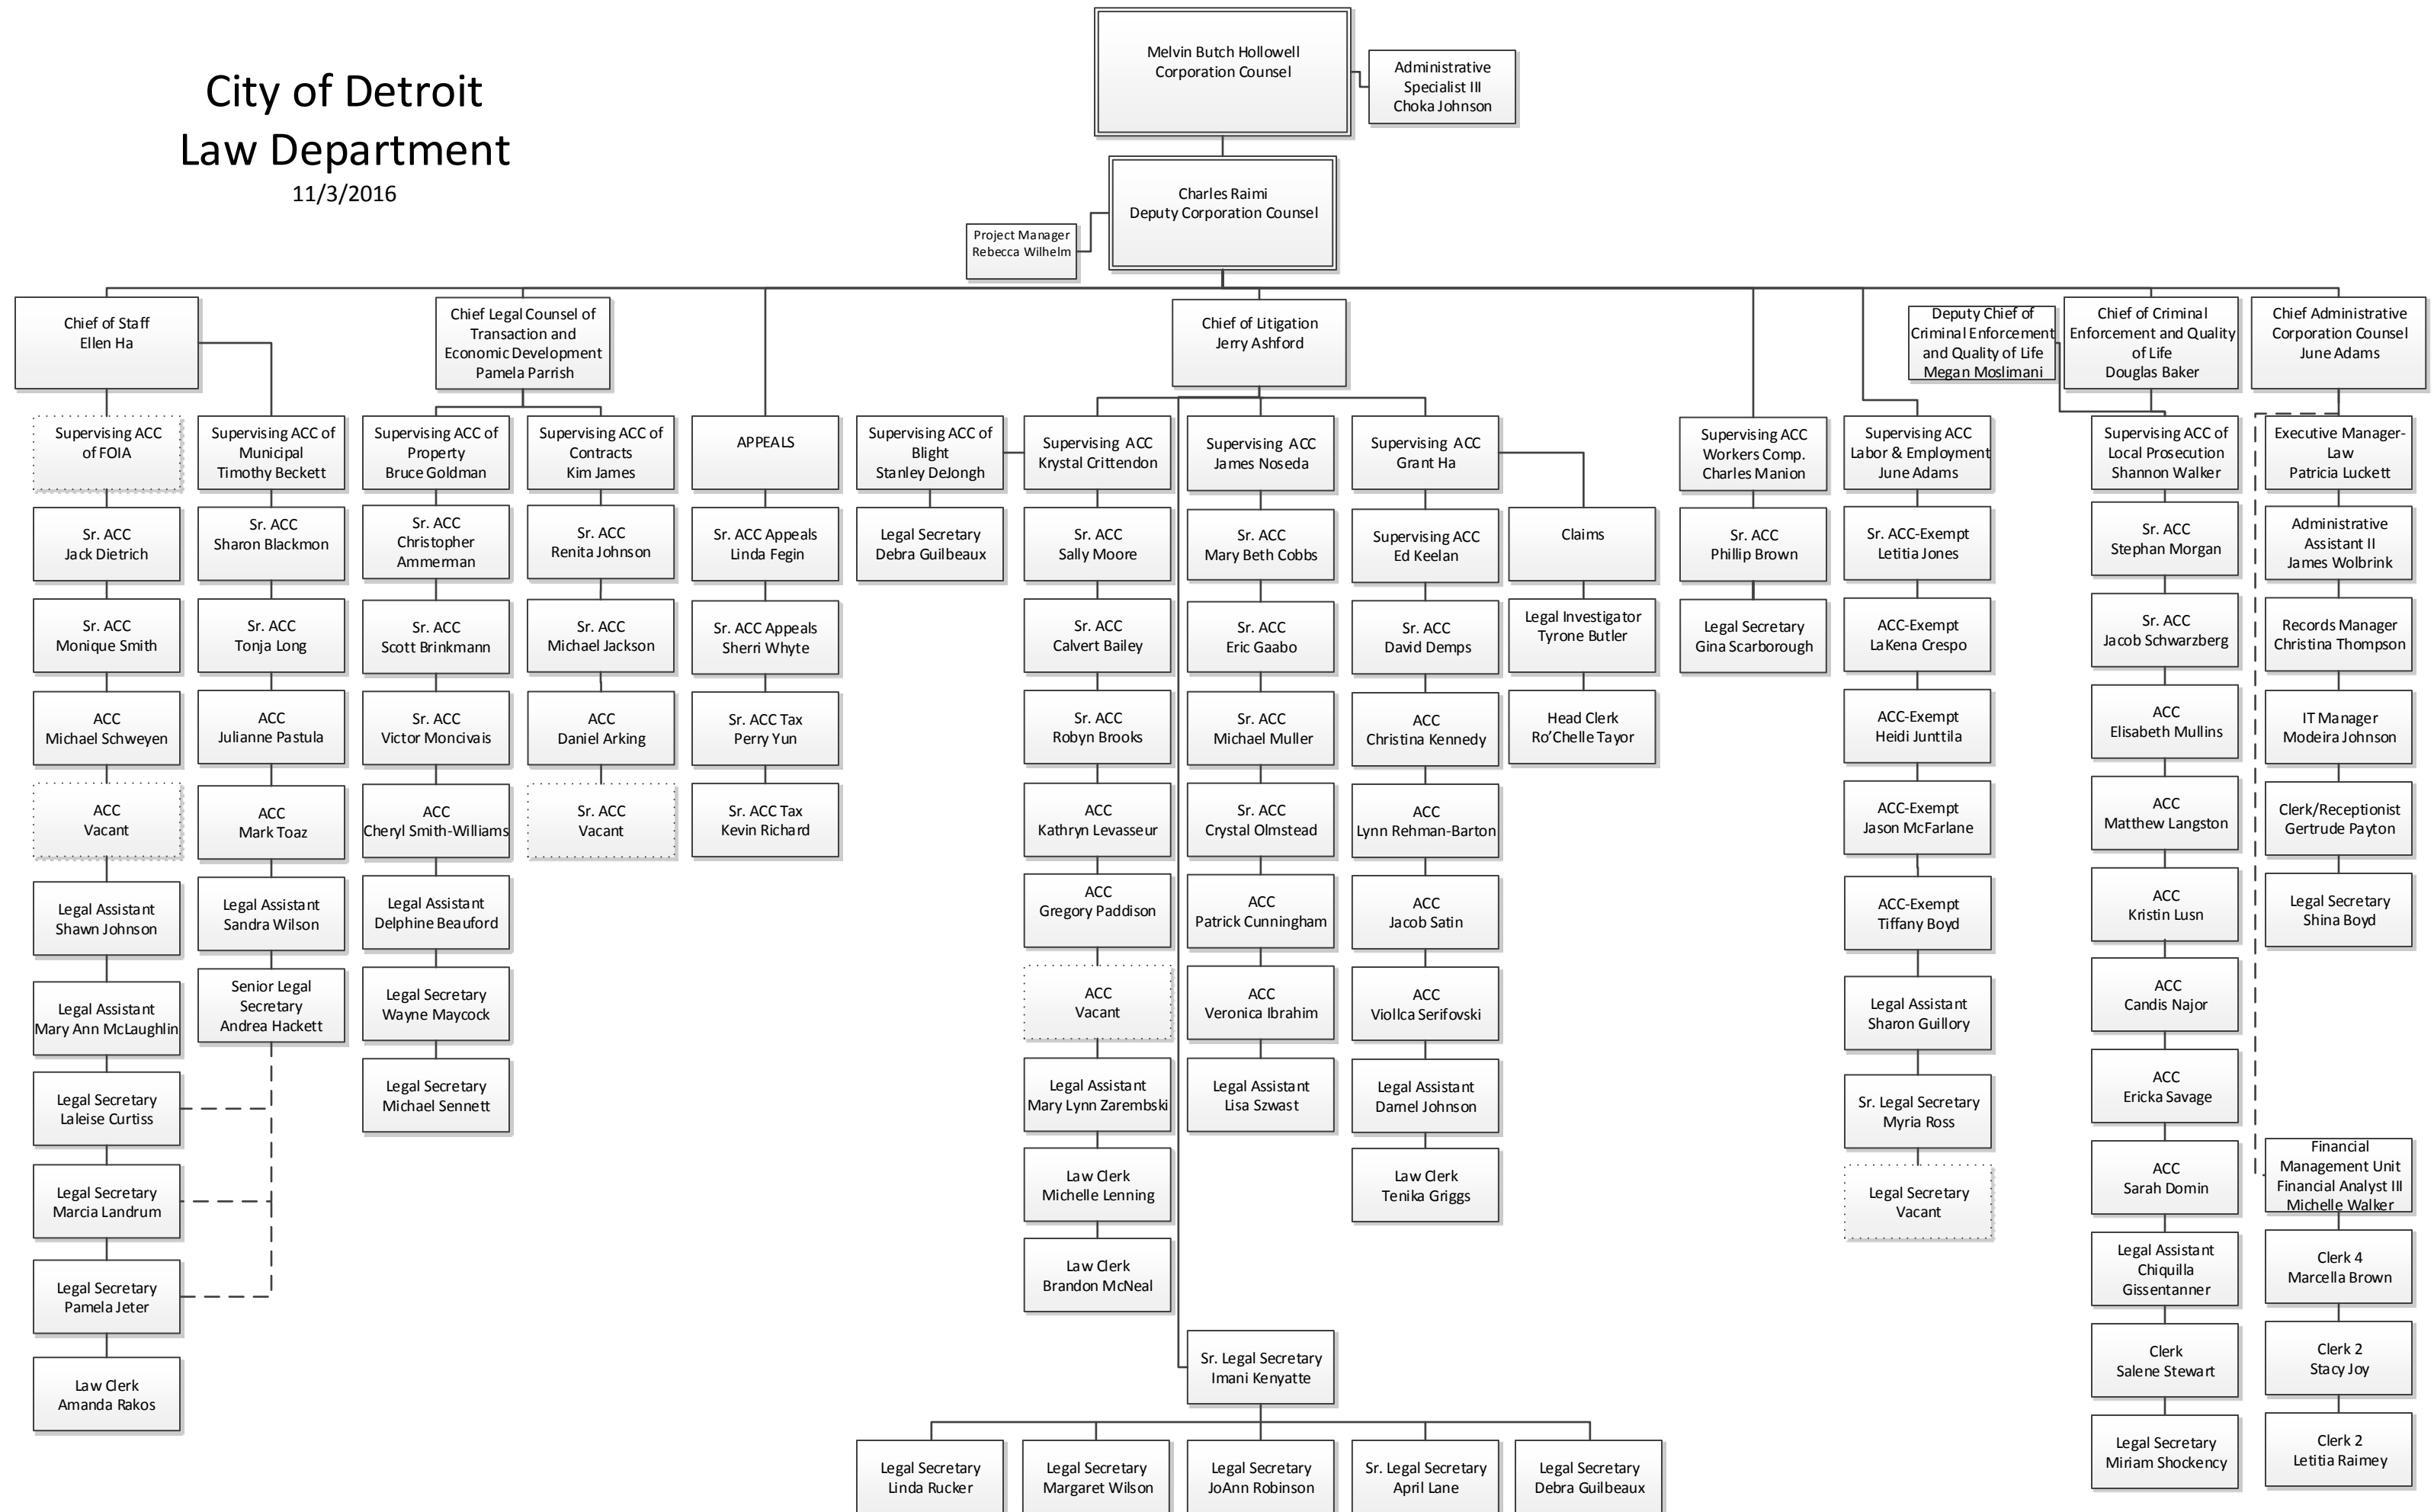 City of Detroit
Law Department
11/3/2016
Melvin Butch Hollowell
Corporation Counsel
Administrative
Specialist III
Choka Johnson
Charles Raimi
Deputy Corporation Counsel
Project Manager
Rebecca Wilhelm
Chief of Staff
Ellen Ha
Chief Legal Counsel of
Transaction and
Economic Development
Pamela Parrish
Chief of Litigation
Jerry Ashford
Deputy Chief of
Criminal Enforcement
and Quality of Life
Megan Moslimani
Chief of Criminal
Enforcement and Quality
of Life
Douglas Baker
Chief Administrative
Corporation Counsel
June Adams
Supervising ACC
of FOIA
Sr. ACC
Jack Dietrich
Sr. ACC
Monique Smith
ACC
Michael Schweyen
ACC
Vacant
Legal Assistant
Shawn Johnson
Legal Assistant
Mary Ann McLaughlin
Legal Secretary
Laleise Curtiss
Legal Secretary
Marcia Landrum
Legal Secretary
Pamela Jeter
Law Clerk
Amanda Rakos
Supervising ACC of
Municipal
Timothy Beckett
Sr. ACC
Sharon Blackmon
Sr. ACC
Tonja Long
ACC
Julianne Pastula
ACC
Mark Toaz
Legal Assistant
Sandra Wilson
Senior Legal
Secretary
Andrea Hackett
Supervising ACC of
Property
Bruce Goldman
Sr. ACC
Christopher
Ammerman
Sr. ACC
Scott Brinkmann
Sr. ACC
Victor Moncivais
ACC
Cheryl Smith-Williams
Legal Assistant
Delphine Beauford
Legal Secretary
Wayne Maycock
Legal Secretary
Michael Sennett
Supervising ACC of
Contracts
Kim James
Sr. ACC
Renita Johnson
Sr. ACC
Michael Jackson
ACC
Daniel Arking
Sr. ACC
Vacant
APPEALS
Sr. ACC Appeals
Linda Fegin
Sr. ACC Appeals
Sherri Whyte
Sr. ACC Tax
Perry Yun
Sr. ACC Tax
Kevin Richard
Supervising ACC of
Blight
Stanley DeJongh
Legal Secretary
Debra Guilbeaux
Supervising ACC
Krystal Crittendon
Sr. ACC
Sally Moore
Sr. ACC
Calvert Bailey
Sr. ACC
Robyn Brooks
ACC
Kathryn Levasseur
ACC
Gregory Paddison
ACC
Vacant
Legal Assistant
Mary Lynn Zarembski
Law Clerk
Michelle Lenning
Law Clerk
Brandon McNeal
Supervising ACC
James Noseda
Sr. ACC
Mary Beth Cobbs
Sr. ACC
Eric Gaabo
Sr. ACC
Michael Muller
Sr. ACC
Crystal Olmstead
ACC
Patrick Cunningham
ACC
Veronica Ibrahim
Legal Assistant
Lisa Szwast
Supervising ACC
Grant Ha
Supervising ACC
Ed Keelan
Sr. ACC
David Demps
ACC
Christina Kennedy
ACC
Lynn Rehman-Barton
ACC
Jacob Satin
ACC
Viollca Serifovski
Legal Assistant
Darnel Johnson
Law Clerk
Tenika Griggs
Claims
Legal Investigator
Tyrone Butler
Head Clerk
Ro’Chelle Tayor
Supervising ACC
Workers Comp.
Charles Manion
Sr. ACC
Phillip Brown
Legal Secretary
Gina Scarborough
Supervising ACC
Labor & Employment
June Adams
Sr. ACC-Exempt
Letitia Jones
ACC-Exempt
LaKena Crespo
ACC-Exempt
Heidi Junttila
ACC-Exempt
Jason McFarlane
ACC-Exempt
Tiffany Boyd
Legal Assistant
Sharon Guillory
Sr. Legal Secretary
Myria Ross
Legal Secretary
Vacant
Supervising ACC of
Local Prosecution
Shannon Walker
Sr. ACC
Stephan Morgan
Sr. ACC
Jacob Schwarzberg
ACC
Elisabeth Mullins
ACC
Matthew Langston
ACC
Kristin Lusn
ACC
Candis Najor
ACC
Ericka Savage
ACC
Sarah Domin
Legal Assistant
Chiquilla
Gissentanner
Clerk
Salene Stewart
Legal Secretary
Miriam Shockency
Executive Manager-
Law
Patricia Luckett
Administrative
Assistant II
James Wolbrink
Records Manager
Christina Thompson
IT Manager
Modeira Johnson
Clerk/Receptionist
Gertrude Payton
Legal Secretary
Shina Boyd
Financial
Management Unit
Financial Analyst III
Michelle Walker
Clerk 4
Marcella Brown
Clerk 2
Stacy Joy
Clerk 2
Letitia Raimey
Sr. Legal Secretary
Imani Kenyatte
Legal Secretary
Linda Rucker
Legal Secretary
Margaret Wilson
Legal Secretary
JoAnn Robinson
Sr. Legal Secretary
April Lane
Legal Secretary
Debra Guilbeaux